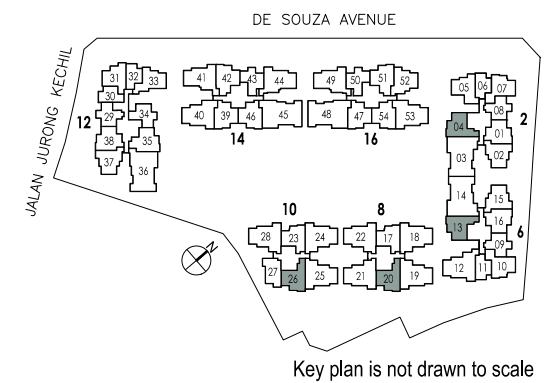 DE SOUZA AVENUE
JALAN JURONG KECHIL
31 32 33
41 42 43 44
49 50 51 52
05 06 07
30
29 34
12
38 35
37 36
40 39 46 45
14
48 47 54 53
16
08
04 01 2
03 02
14 15
13 16
09 6
12 11 10
10
28 23 24
27 26 25
8
22 17 18
21 20 19
N
Key plan is not drawn to scale